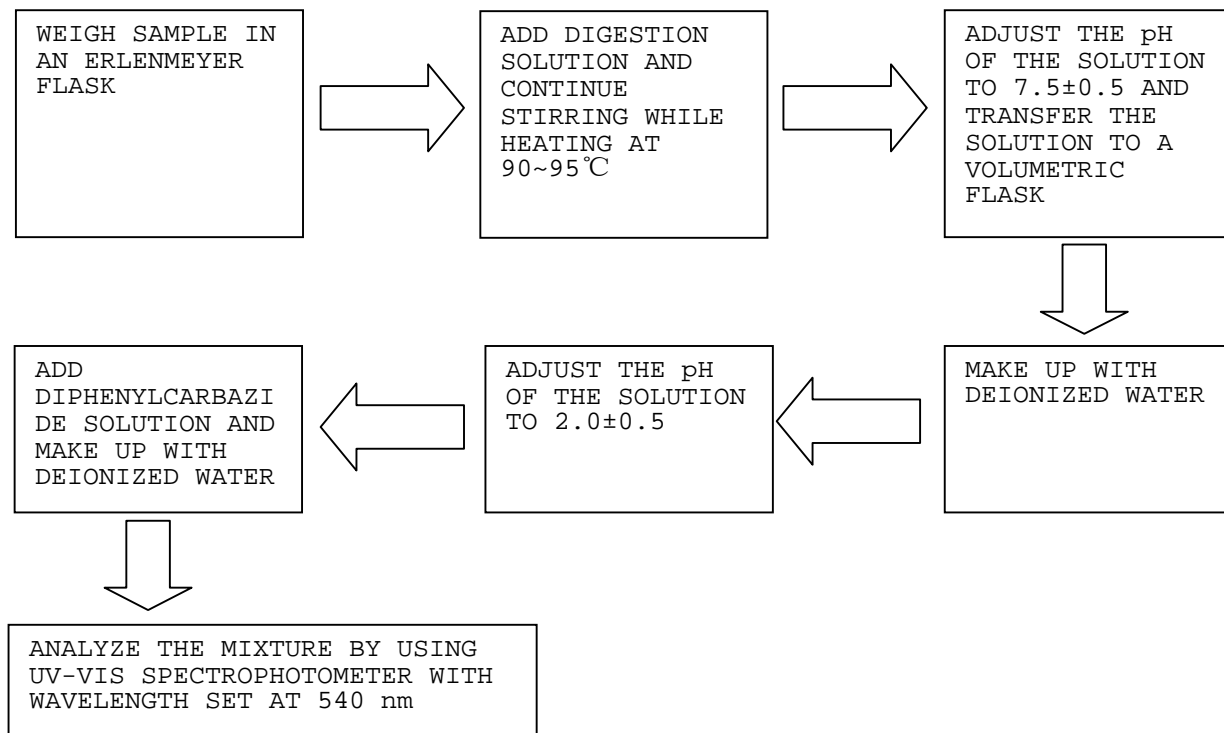 WEIGH SAMPLE IN
AN ERLENMEYER
FLASK
ADD DIGESTION
SOLUTION AND
CONTINUE
STIRRING WHILE
HEATING AT
90~95℃
ADJUST THE pH
OF THE SOLUTION
TO 7.5±0.5 AND
TRANSFER THE
SOLUTION TO A
VOLUMETRIC
FLASK
MAKE UP WITH
DEIONIZED WATER
ADJUST THE pH
OF THE SOLUTION
TO 2.0±0.5
ADD
DIPHENYLCARBAZI
DE SOLUTION AND
MAKE UP WITH
DEIONIZED WATER
ANALYZE THE MIXTURE BY USING
UV-VIS SPECTROPHOTOMETER WITH
WAVELENGTH SET AT 540 nm